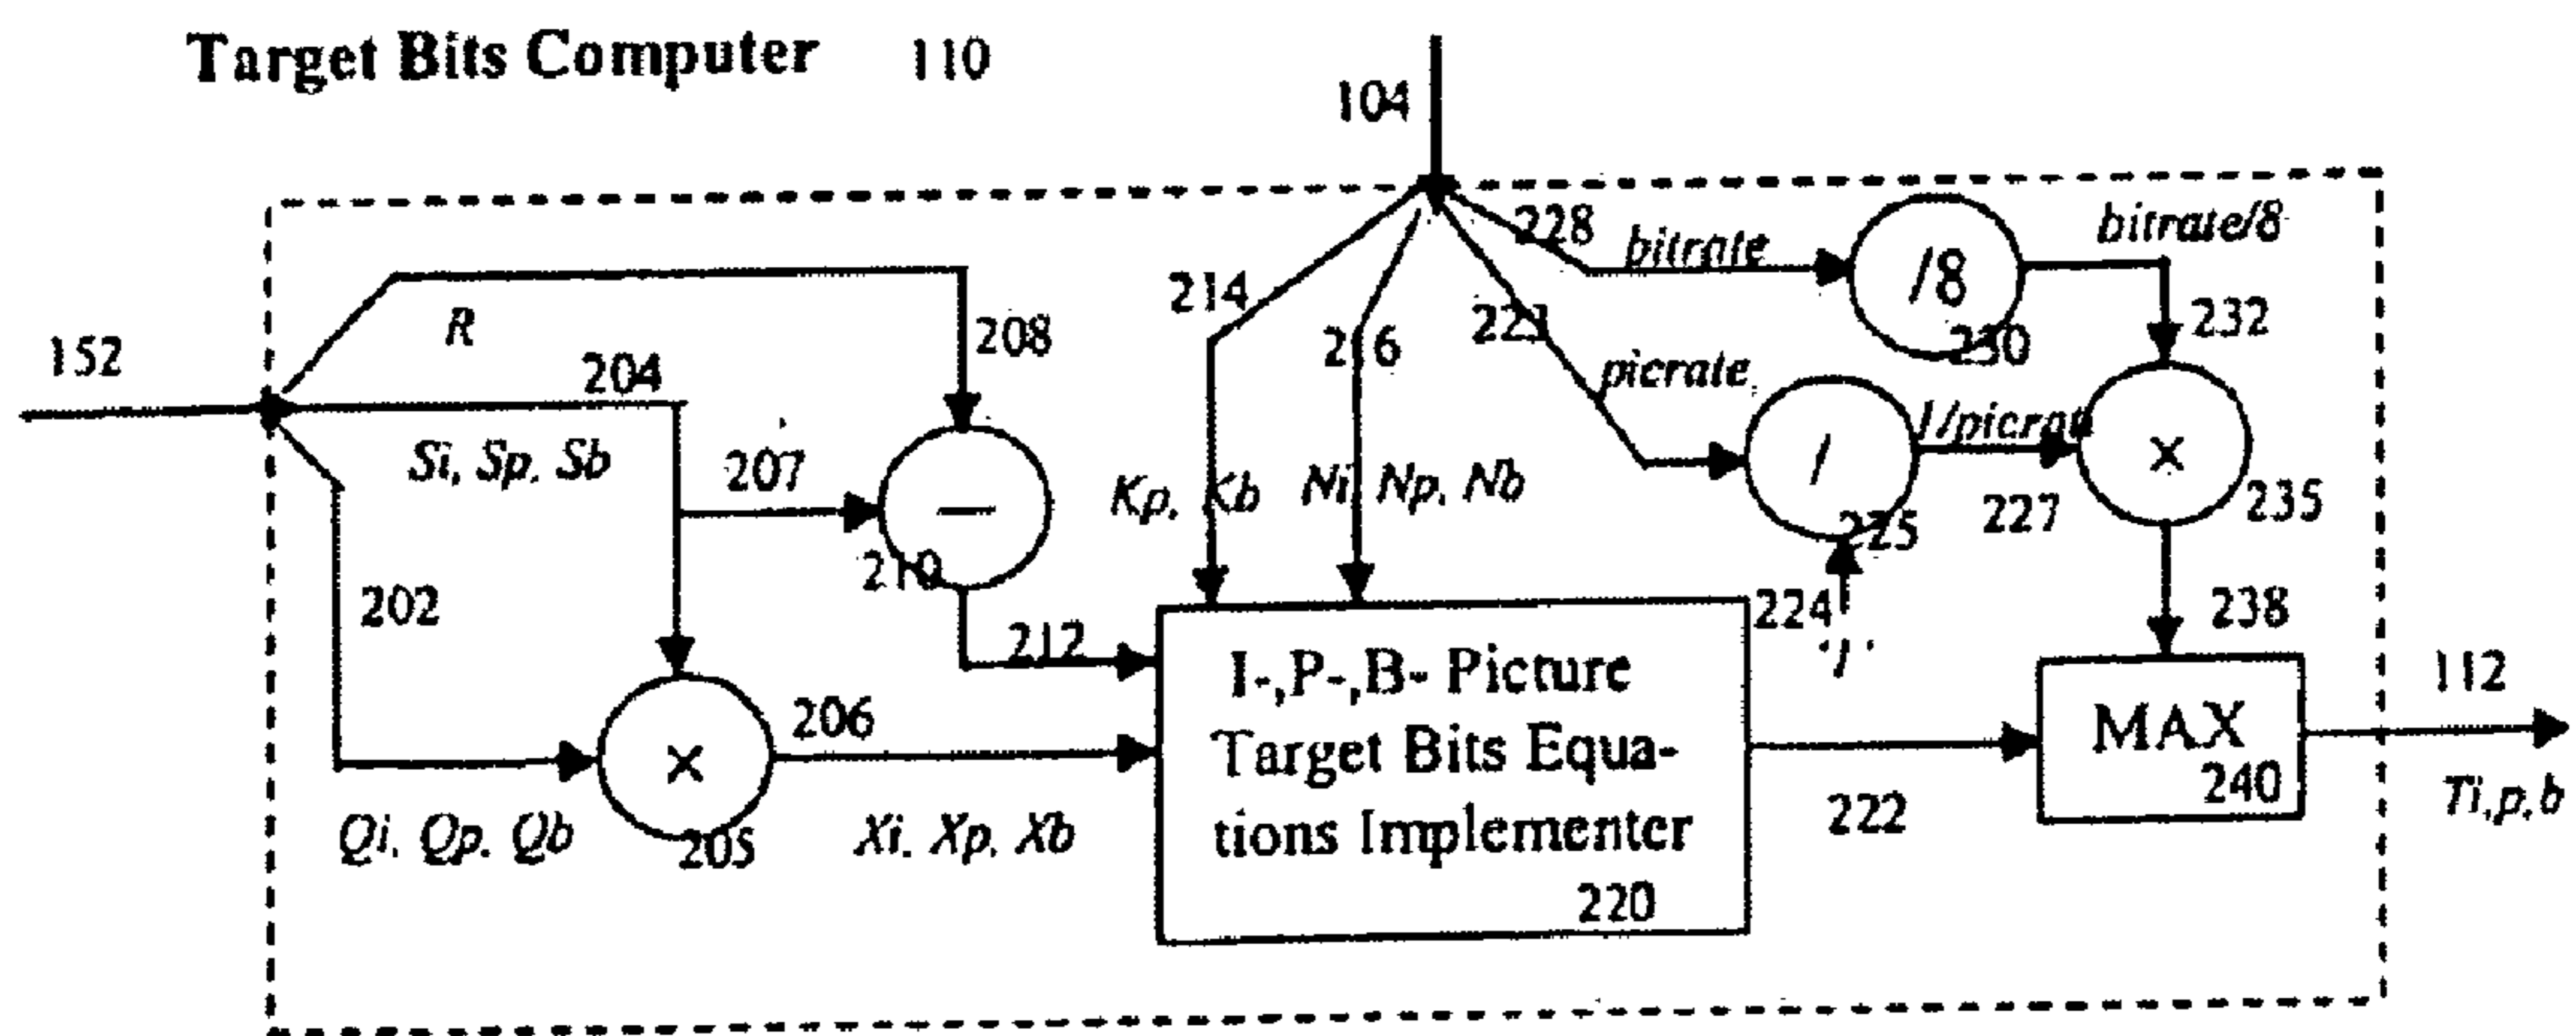 Target Bits Computer 110
104
228
bitrate
/8
230
bitrate/8
232
152
R
208
204
214
216
223
picrate
Si, Sp, Sb
207
—
210
Kp, Kb
Ni, Np, Nb
/
225
227
×
235
202
212
224
'1'
238
Qi, Qp, Qb
×
205
206
Xi, Xp, Xb
I-,P-,B- Picture
Target Bits Equa-
tions Implementer
220
222
MAX
240
112
Ti,p,b